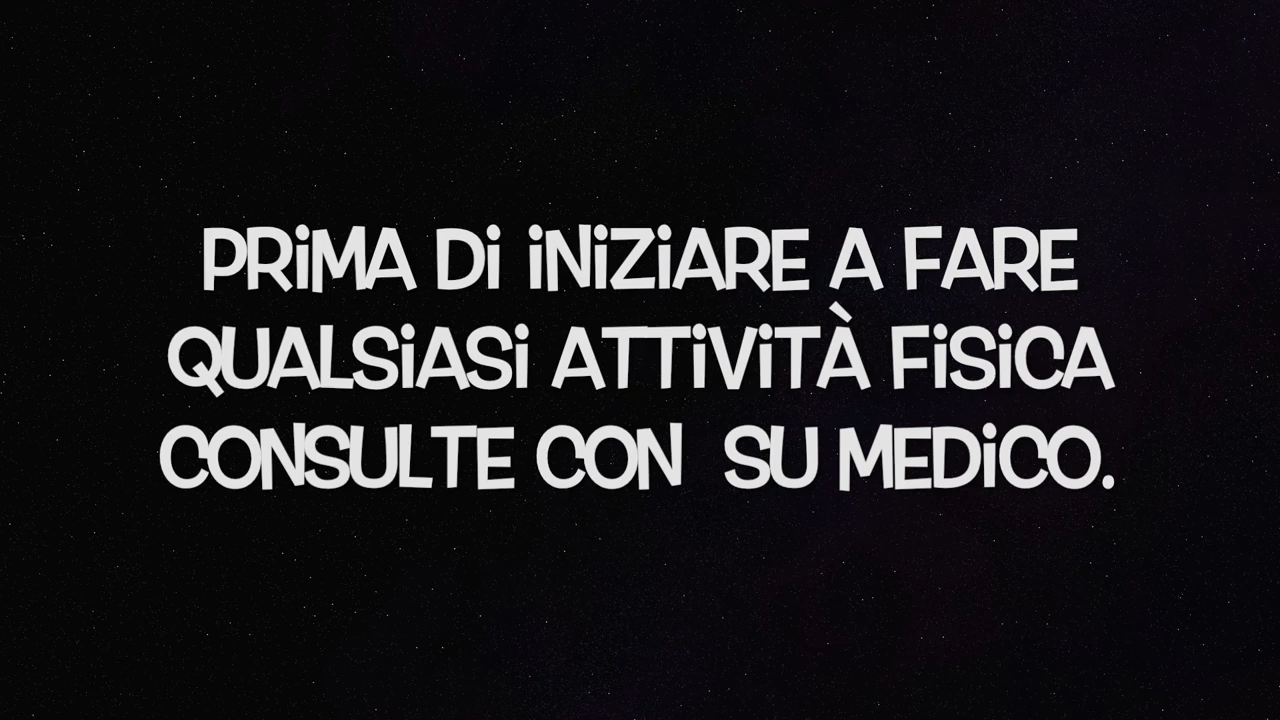 PRiMA Di iNiZiARE A FARE
QUALSiASi ATTiViTÀ FiSiCA
CONSULTE CON  SU MEDiCO.